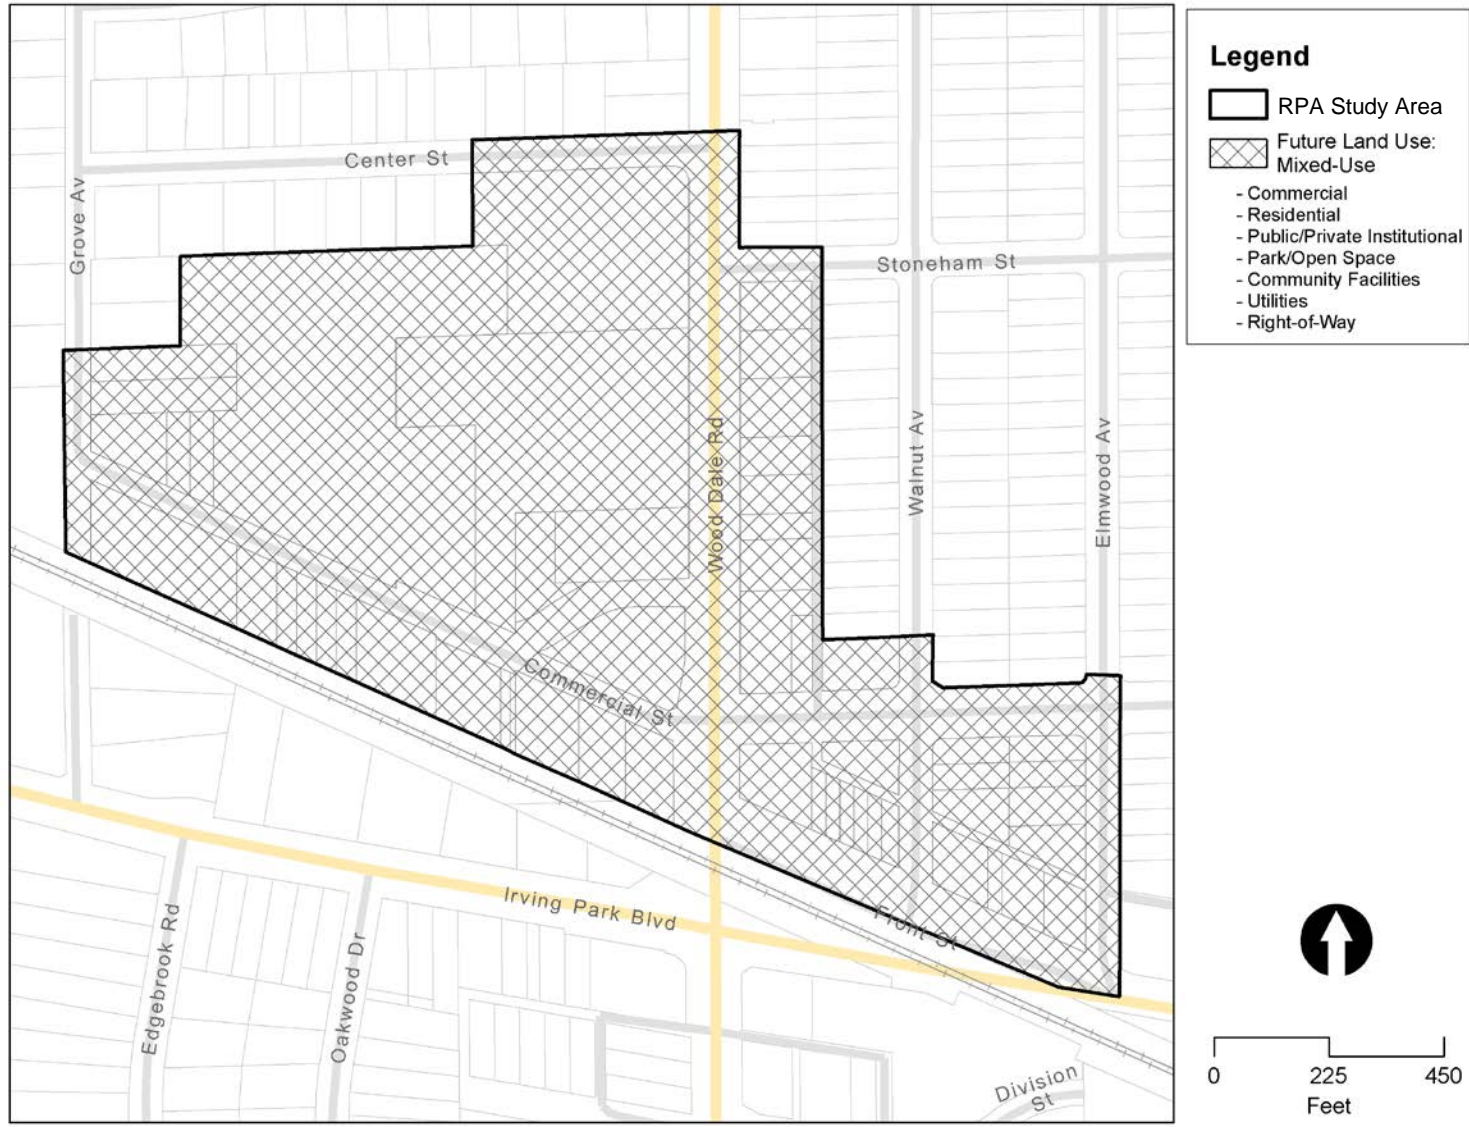 Center St
Grove Av
Stoneham St
Wood Dale Rd
Walnut Av
Elmwood Av
Commercial St
Irving Park Blvd
Front St
Edgebrook Rd
Oakwood Dr
Division
St
Legend
RPA Study Area
Future Land Use:
Mixed-Use
- Commercial
- Residential
- Public/Private Institutional
- Park/Open Space
- Community Facilities
- Utilities
- Right-of-Way
0 225 450
Feet